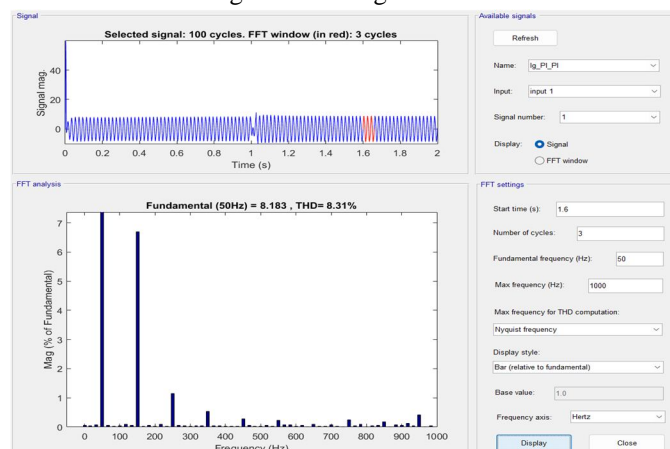 Signal
Selected signal: 100 cycles. FFT window (in red): 3 cycles
Signal mag.
40
20
0
0 0.2 0.4 0.6 0.8 1 1.2 1.4 1.6 1.8 2
Time (s)
FFT analysis
Fundamental (50Hz) = 8.183 , THD= 8.31%
Mag (% of Fundamental)
7
6
5
4
3
2
1
0
0 100 200 300 400 500 600 700 800 900 1000
Frequency (Hz)
Available signals
Refresh
Name: Ig_PI_PI
Input: input 1
Signal number: 1
Display: Signal
FFT window
FFT settings
Start time (s): 1.6
Number of cycles: 3
Fundamental frequency (Hz): 50
Max frequency (Hz): 1000
Max frequency for THD computation:
Nyquist frequency
Display style:
Bar (relative to fundamental)
Base value: 1.0
Frequency axis: Hertz
Display Close